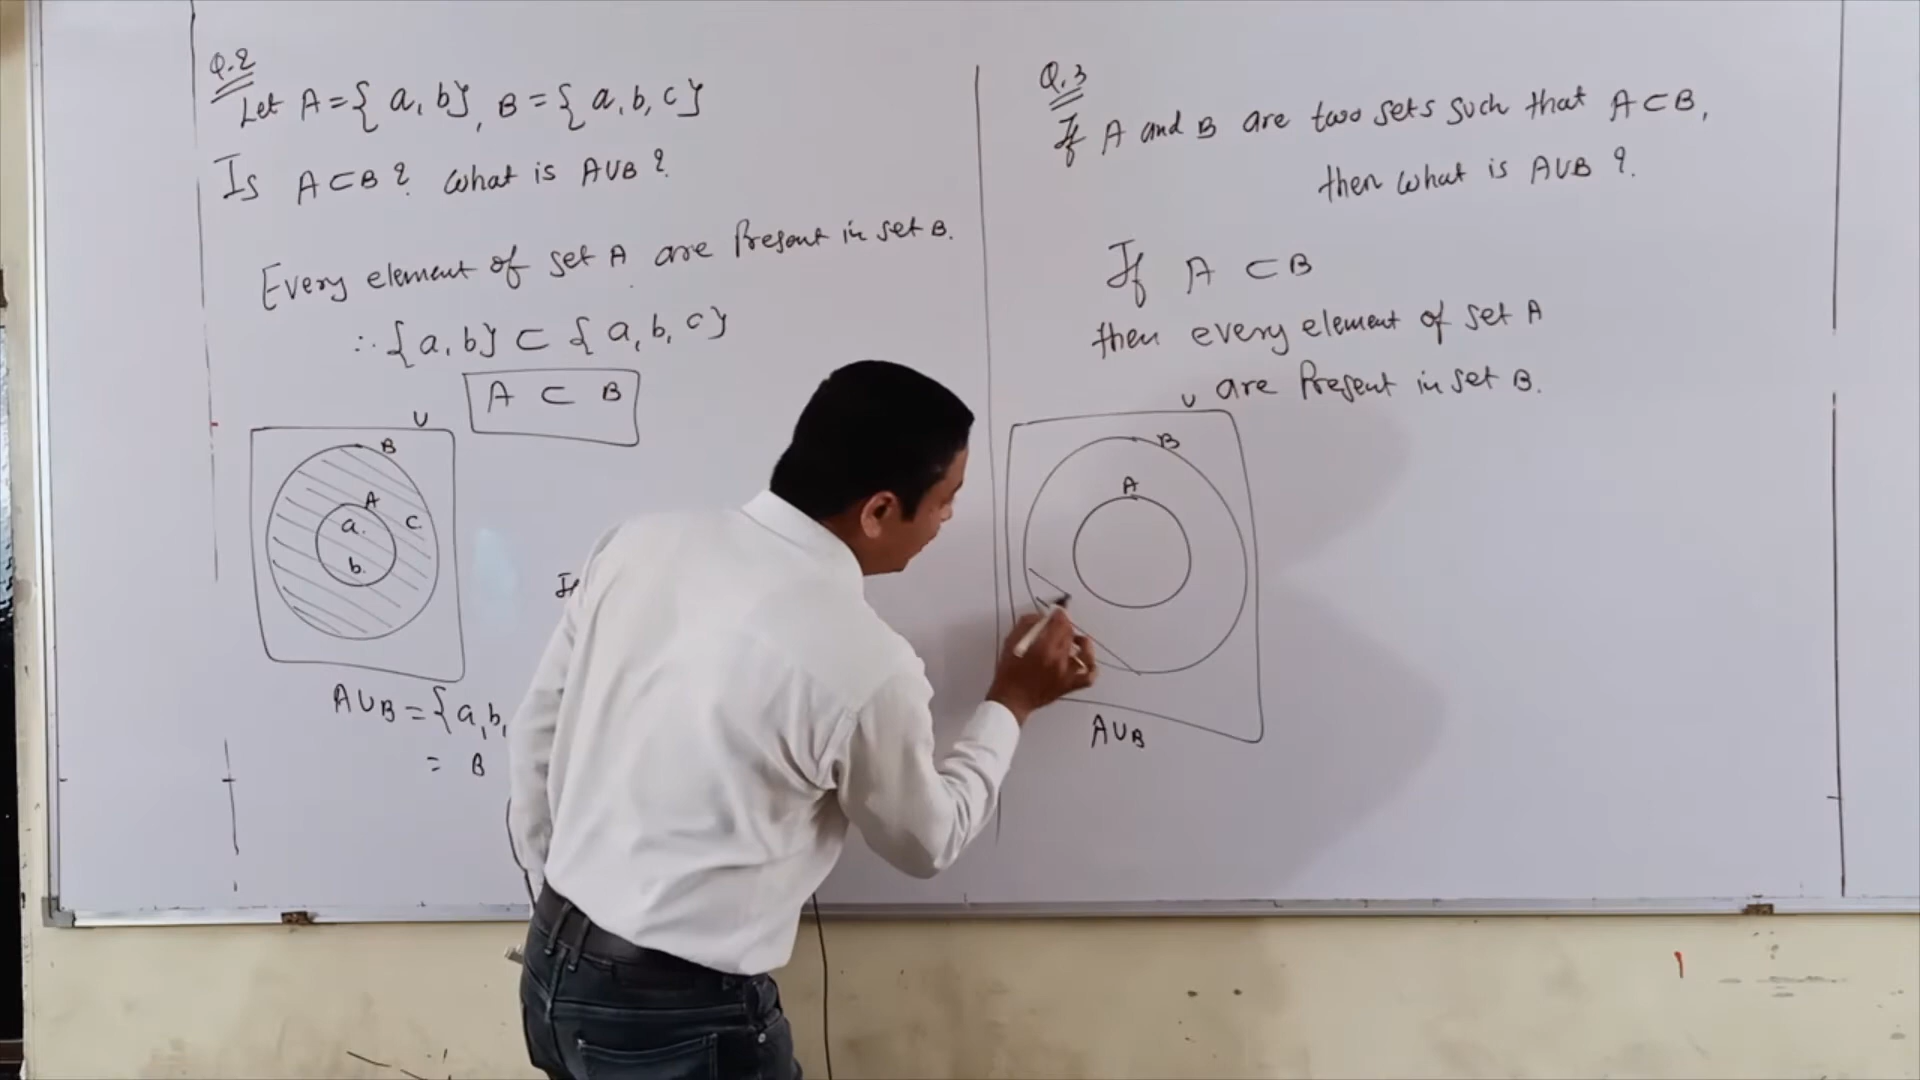 Q.2
Let A = { a, b} , B = { a, b, c }
Is A ⊂ B ? What is A∪B ?
Every element of set A are Present in set B.
∴ { a, b} ⊂ { a, b, c }
A ⊂ B
U
B
A
a.
c
b.
A∪B = { a, b,
= B
Q.3
If A and B are two sets such that A ⊂ B,
then what is A∪B ?.
If A ⊂ B
then every element of set A
are Present in set B.
U
B
A
A∪B